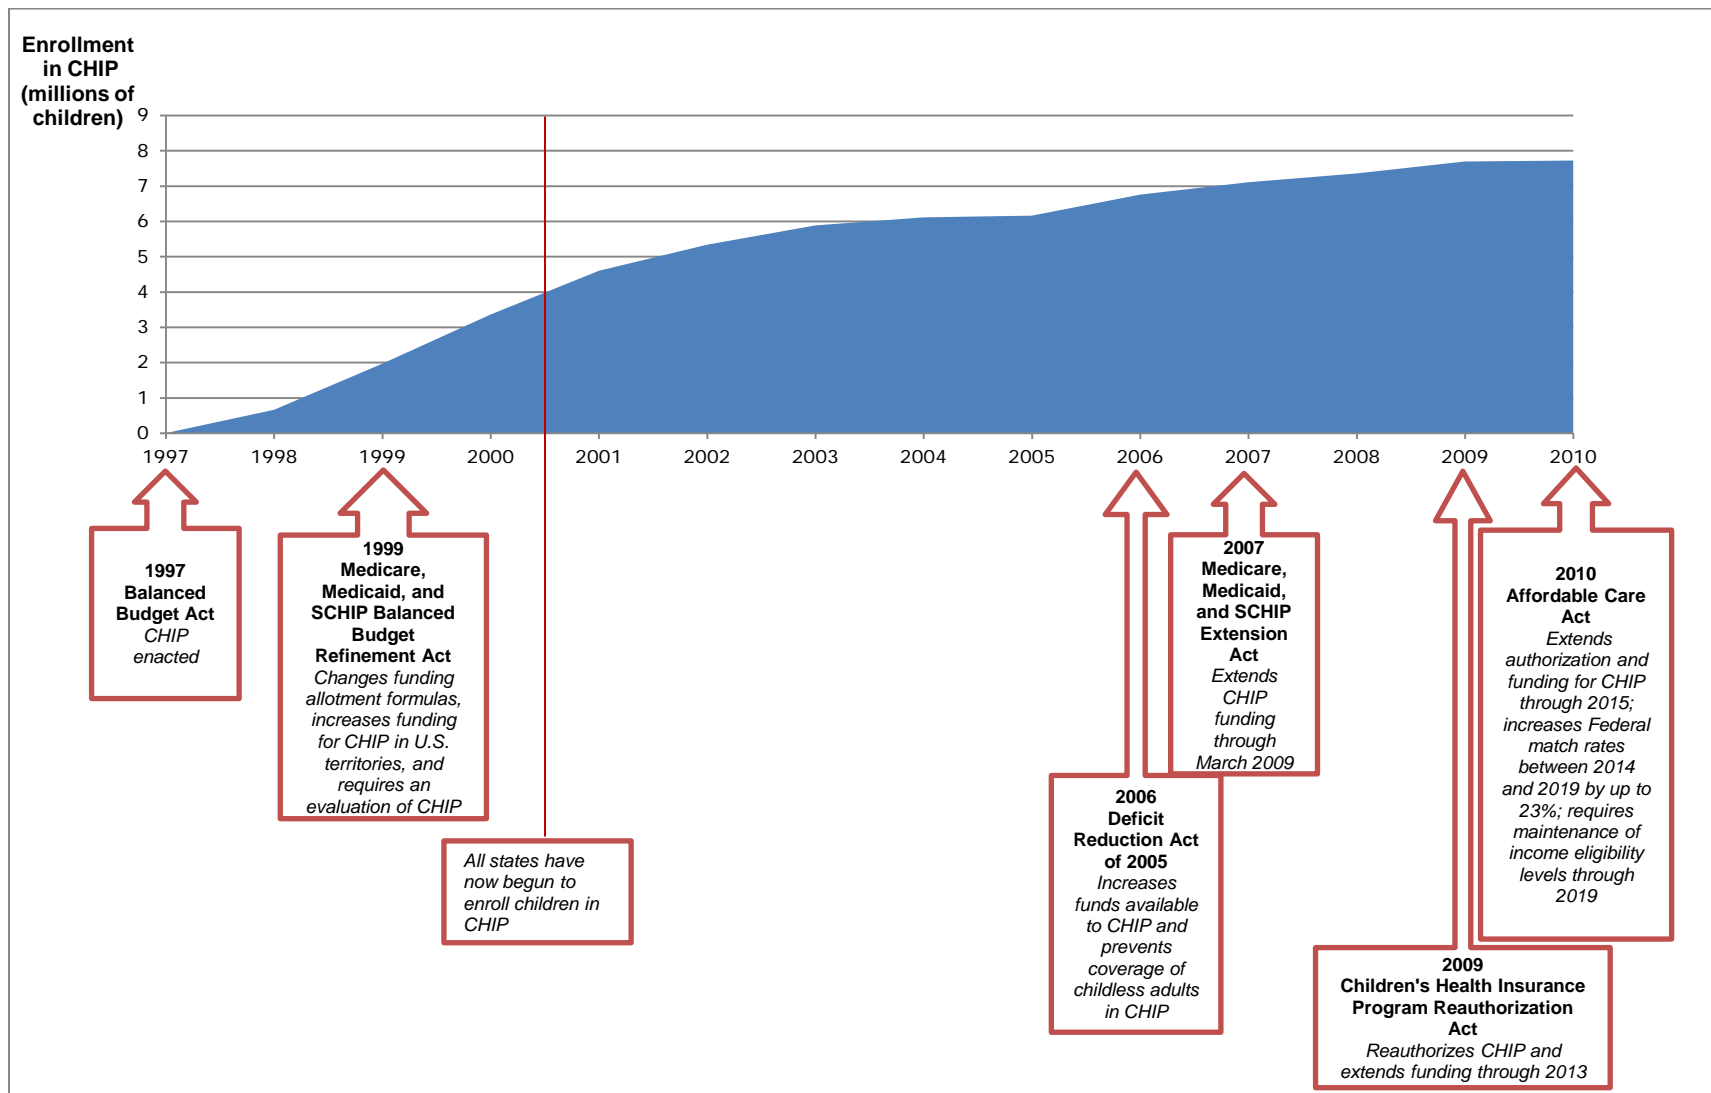 Enrollment
in CHIP
(millions of
children)
9
8
7
6
5
4
3
2
1
0
1997 1998 1999 2000 2001 2002 2003 2004 2005 2006 2007 2008 2009 2010
1997
Balanced
Budget Act
CHIP
enacted
1999
Medicare,
Medicaid, and
SCHIP Balanced
Budget
Refinement Act
Changes funding
allotment formulas,
increases funding
for CHIP in U.S.
territories, and
requires an
evaluation of CHIP
All states have
now begun to
enroll children in
CHIP
2006
Deficit
Reduction Act
of 2005
Increases
funds available
to CHIP and
prevents
coverage of
childless adults
in CHIP
2007
Medicare,
Medicaid,
and SCHIP
Extension
Act
Extends
CHIP
funding
through
March 2009
2009
Children's Health Insurance
Program Reauthorization
Act
Reauthorizes CHIP and
extends funding through 2013
2010
Affordable Care
Act
Extends
authorization and
funding for CHIP
through 2015;
increases Federal
match rates
between 2014
and 2019 by up to
23%; requires
maintenance of
income eligibility
levels through
2019